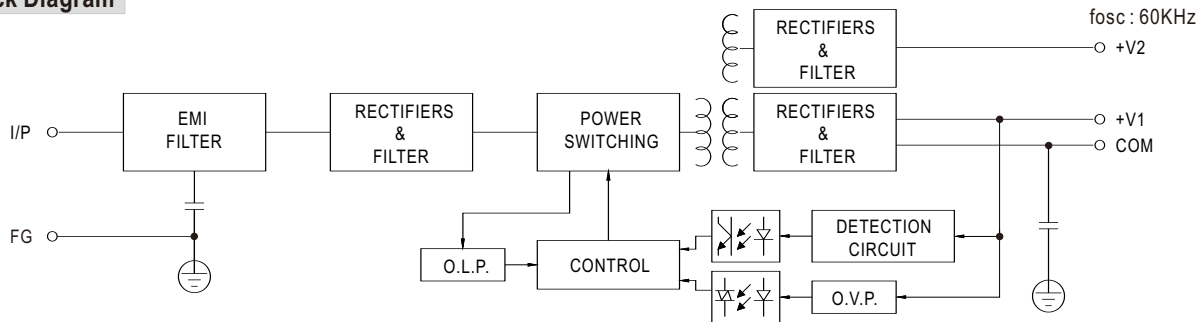 ck Diagram
fosc : 60KHz
RECTIFIERS
&
FILTER
+V2
I/P
EMI
FILTER
RECTIFIERS
&
FILTER
POWER
SWITCHING
RECTIFIERS
&
FILTER
+V1
COM
FG
O.L.P.
CONTROL
DETECTION
CIRCUIT
O.V.P.